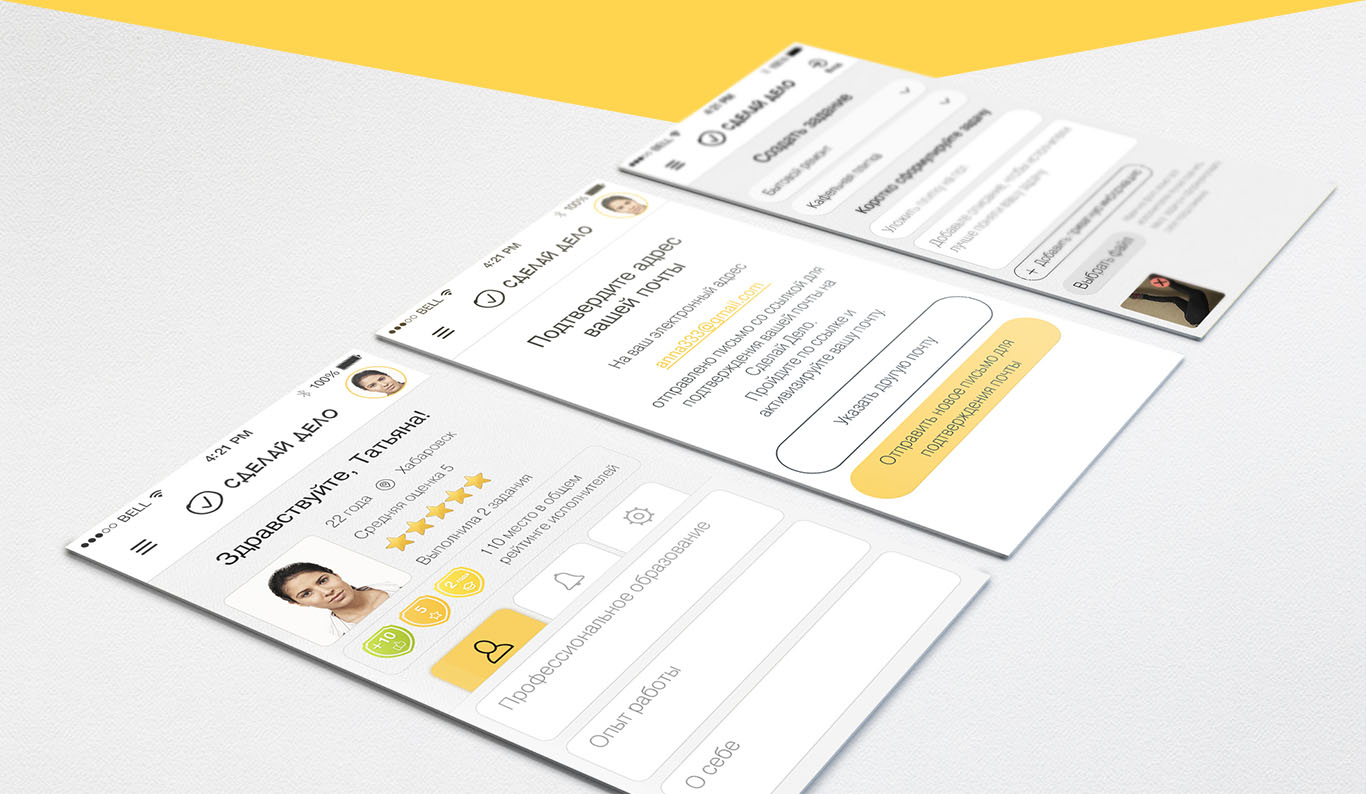 BELL
4:21 PM
100%
СДЕЛАЙ ДЕЛО
Здравствуйте, Татьяна!
22 года Хабаровск
Средняя оценка 5
Выполнила 2 задания
110 место в общем
рейтинге исполнителей
+10
5
2
Профессиональное образование
Опыт работы
О себе
BELL
4:21 PM
100%
СДЕЛАЙ ДЕЛО
Подтвердите адрес
вашей почты
На ваш электронный адрес
anna333@gmail.com
отправлено письмо со ссылкой для
подтверждения вашей почты на
Сделай Дело.
Пройдите по ссылке и
активизируйте вашу почту.
Указать другую почту
Отправить новое письмо для
подтверждения почты
BELL
4:21 PM
СДЕЛАЙ ДЕЛО
Создать задание
Бытовой ремонт
Кафельная плитка
Коротко сформулируйте задачу
Уложить плитку на пол
Добавьте описание, чтобы исполнители
лучше поняли вашу задачу
+ Добавить приватную информацию
Выбрать файл